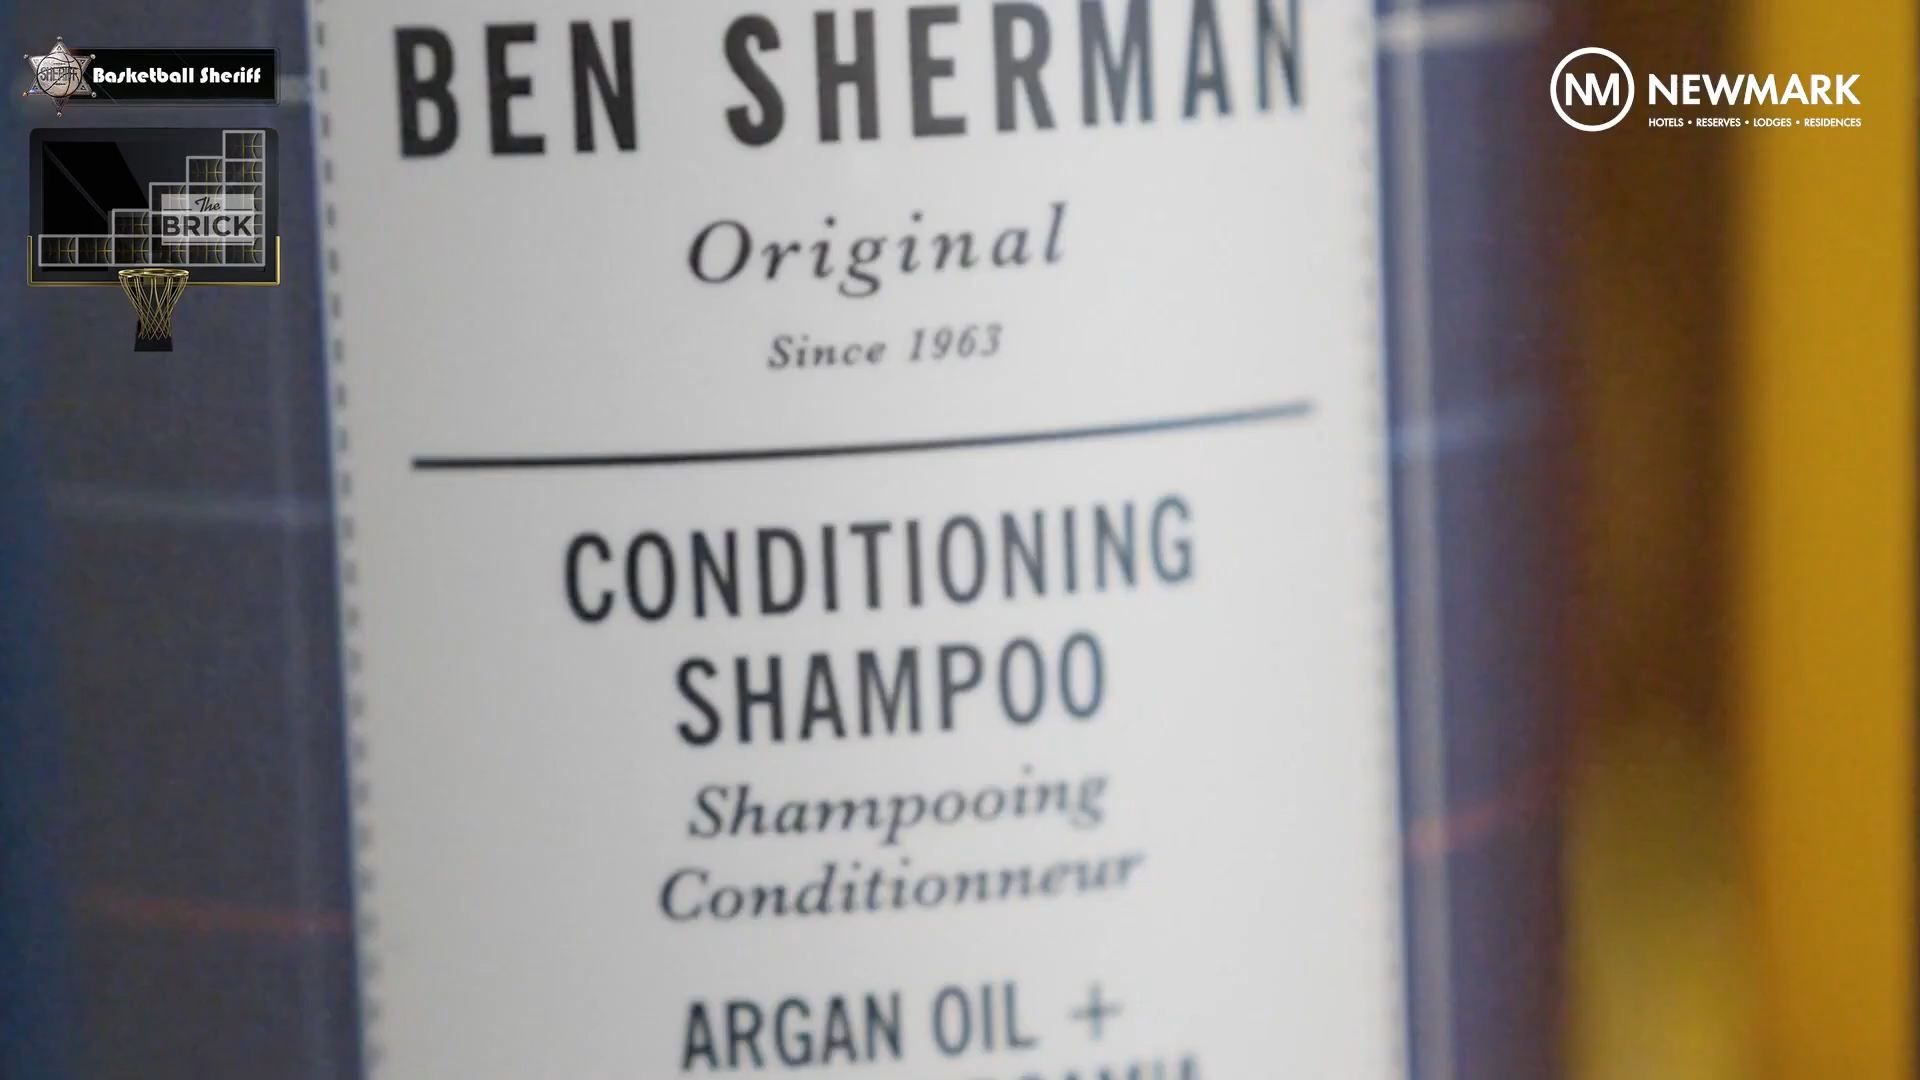 BEN SHERMAN
Original
Since 1963
CONDITIONING
SHAMPOO
Shampooing
Conditionneur
ARGAN OIL +
SHERIFF
Basketball Sheriff
The
BRICK
NM NEWMARK
HOTELS • RESERVES • LODGES • RESIDENCES